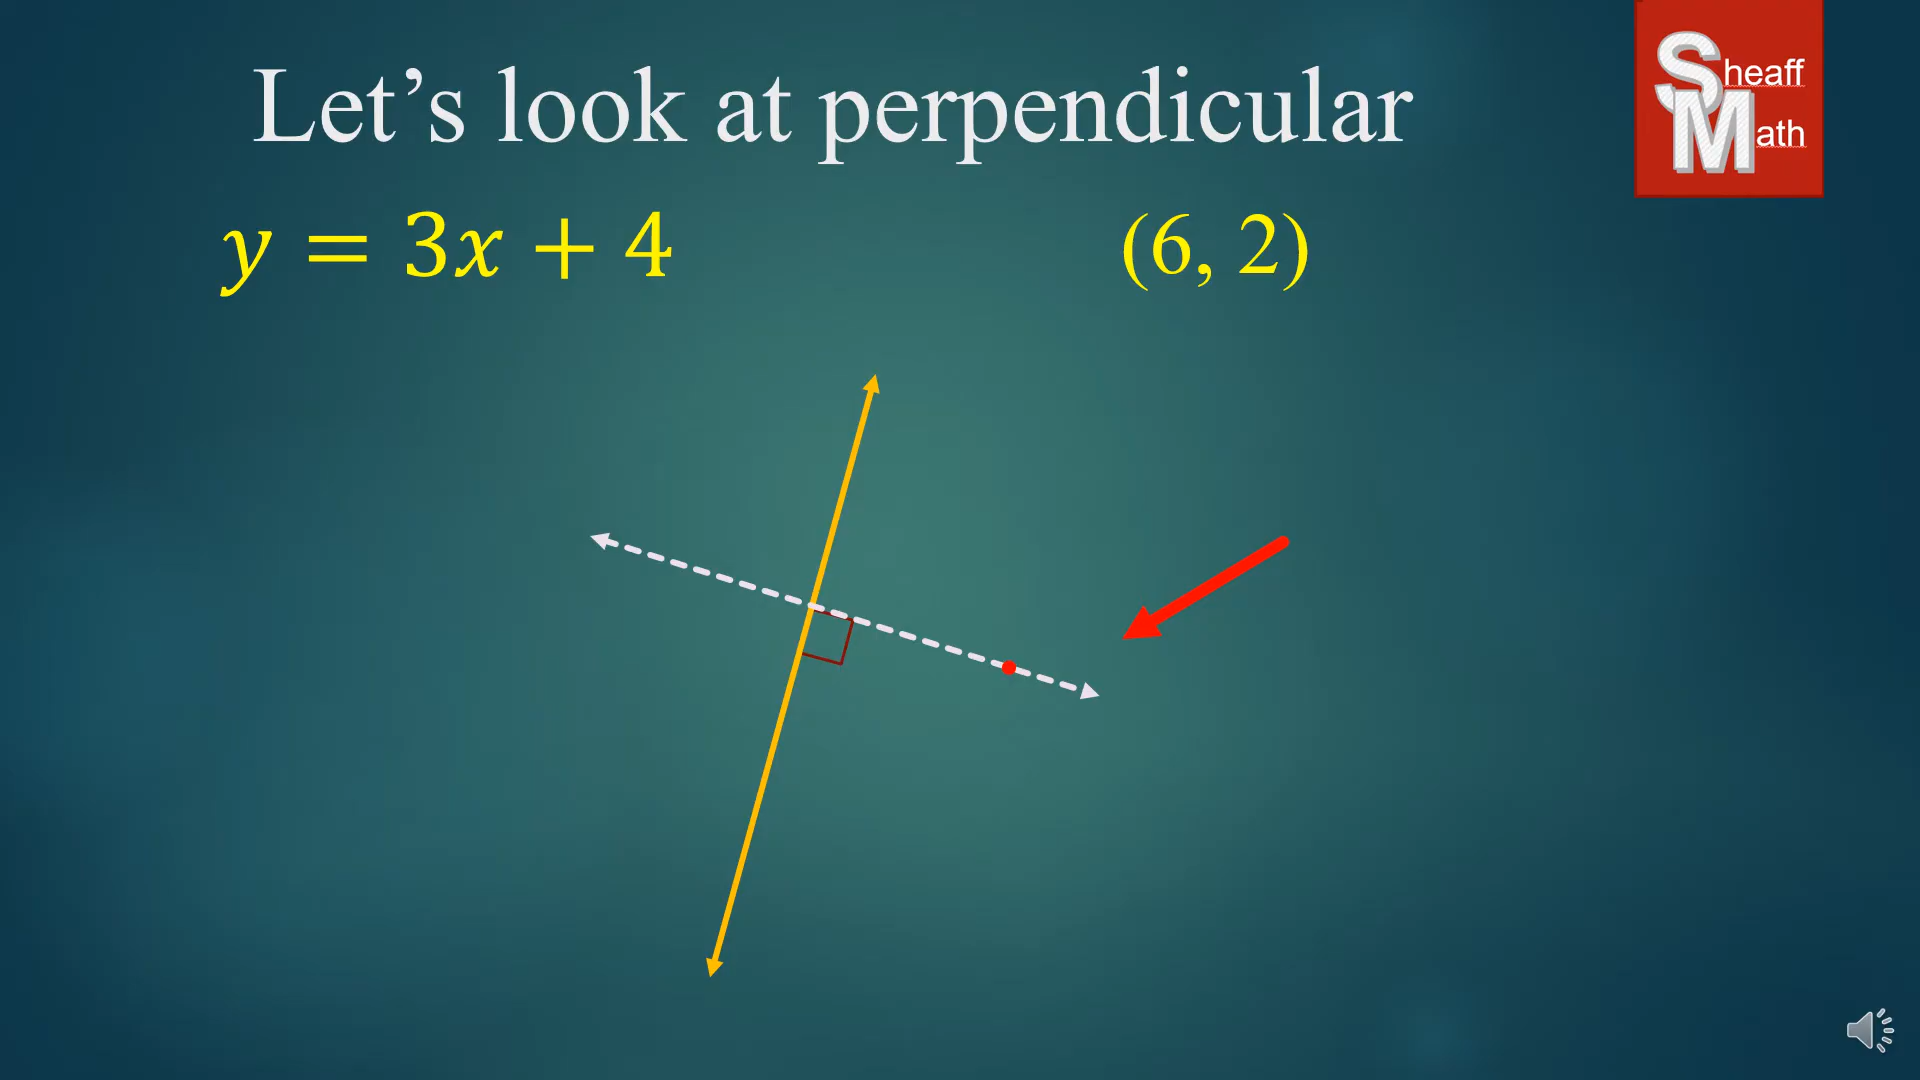 Let’s look at perpendicular
Sheaff
Math
y = 3x + 4
(6, 2)